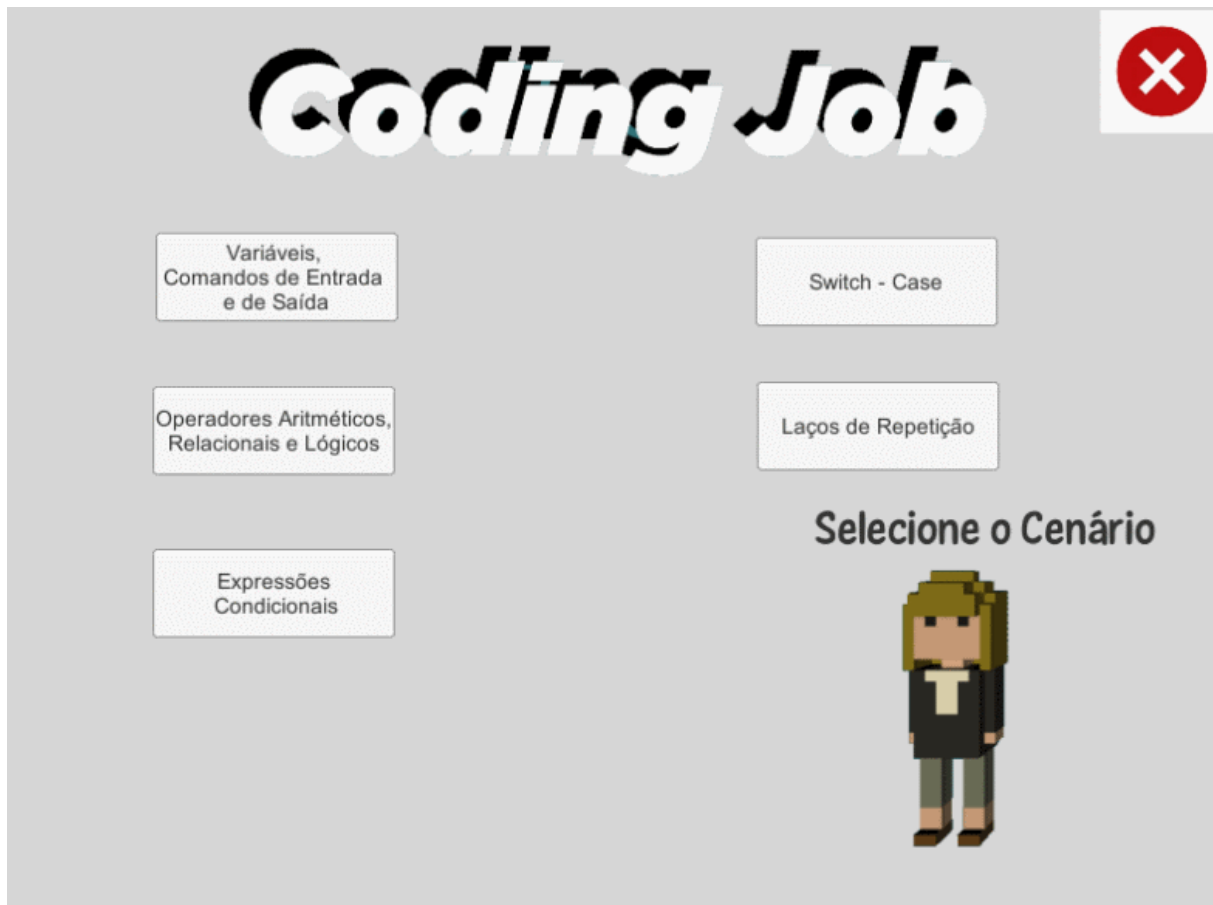 Coding Job
Variáveis,
Comandos de Entrada
e de Saída
Operadores Aritméticos,
Relacionais e Lógicos
Expressões
Condicionais
Switch - Case
Laços de Repetição
Selecione o Cenário